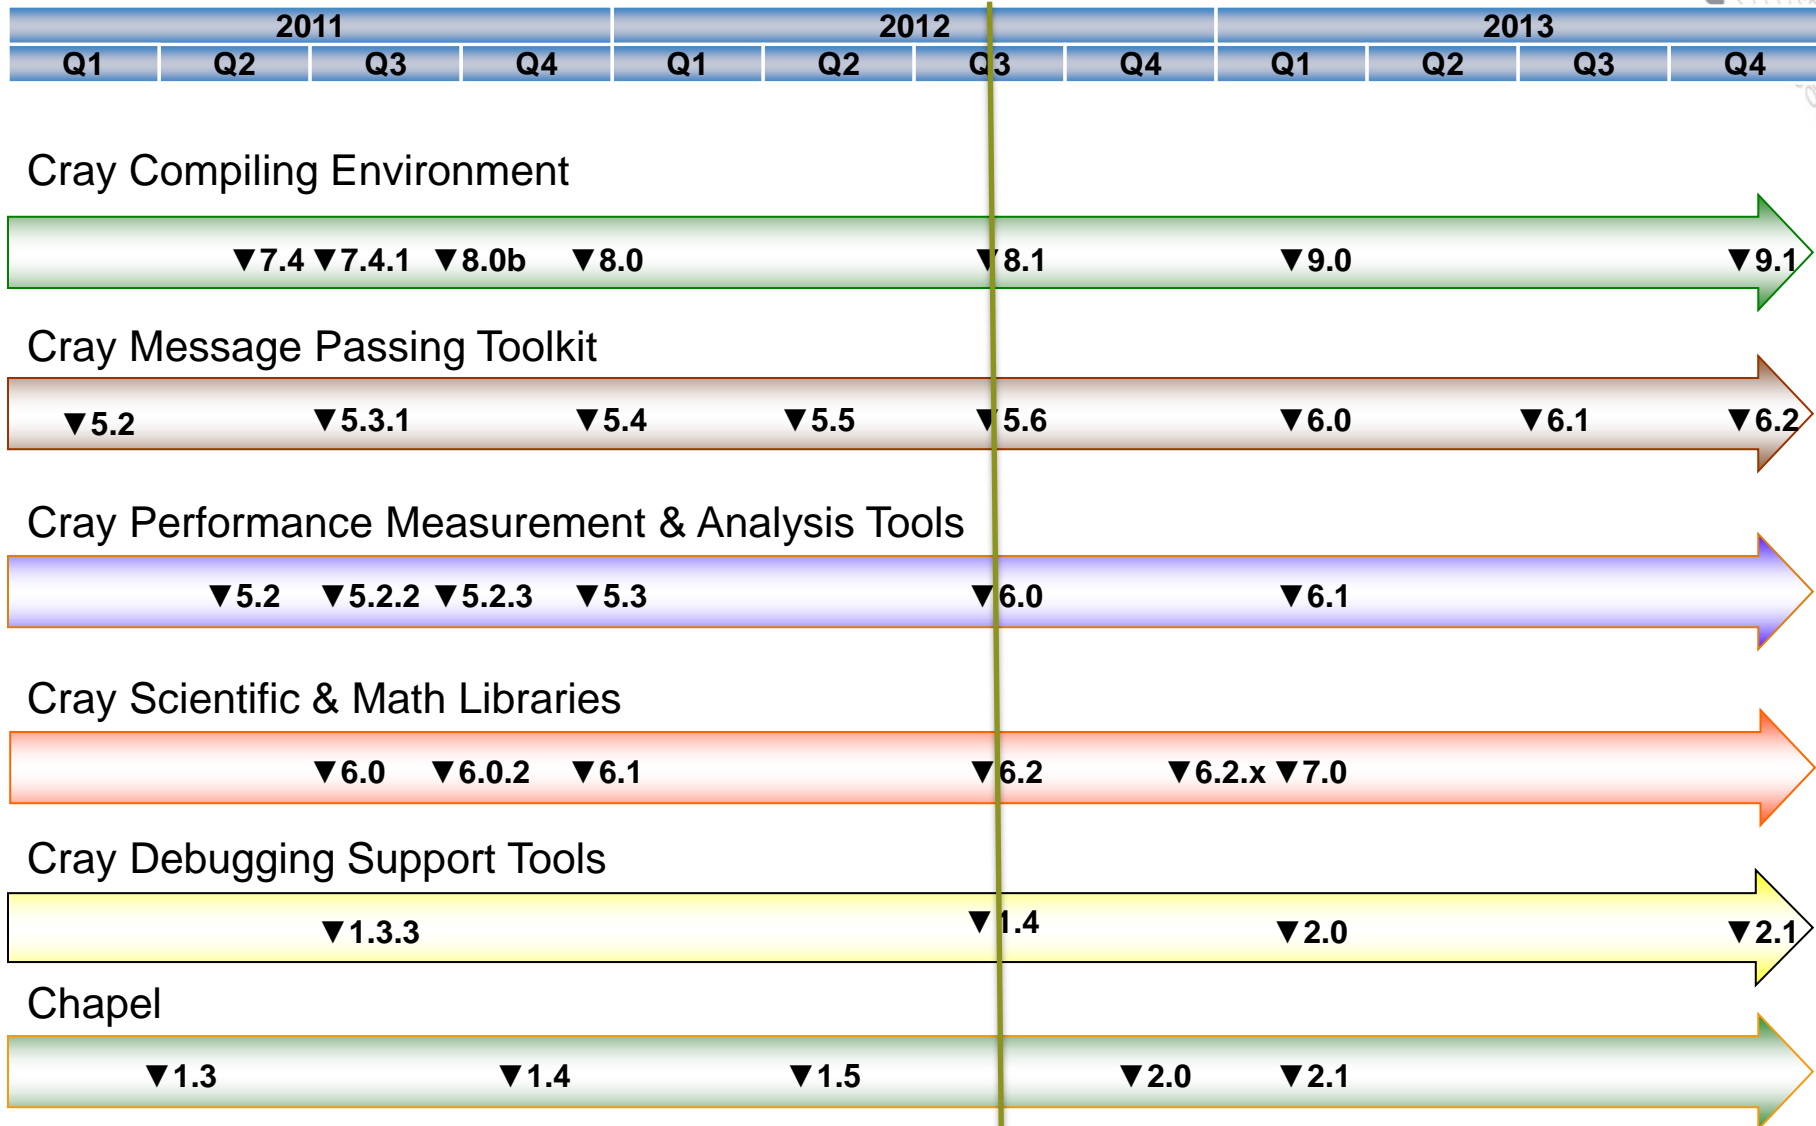 2011 2012 2013
Q1 Q2 Q3 Q4 Q1 Q2 Q3 Q4 Q1 Q2 Q3 Q4
Cray Compiling Environment
▼7.4 ▼7.4.1 ▼8.0b ▼8.0 ▼8.1 ▼9.0 ▼9.1
Cray Message Passing Toolkit
▼5.2 ▼5.3.1 ▼5.4 ▼5.5 ▼5.6 ▼6.0 ▼6.1 ▼6.2
Cray Performance Measurement & Analysis Tools
▼5.2 ▼5.2.2 ▼5.2.3 ▼5.3 ▼6.0 ▼6.1
Cray Scientific & Math Libraries
▼6.0 ▼6.0.2 ▼6.1 ▼6.2 ▼6.2.x ▼7.0
Cray Debugging Support Tools
▼1.3.3 ▼1.4 ▼2.0 ▼2.1
Chapel
▼1.3 ▼1.4 ▼1.5 ▼2.0 ▼2.1